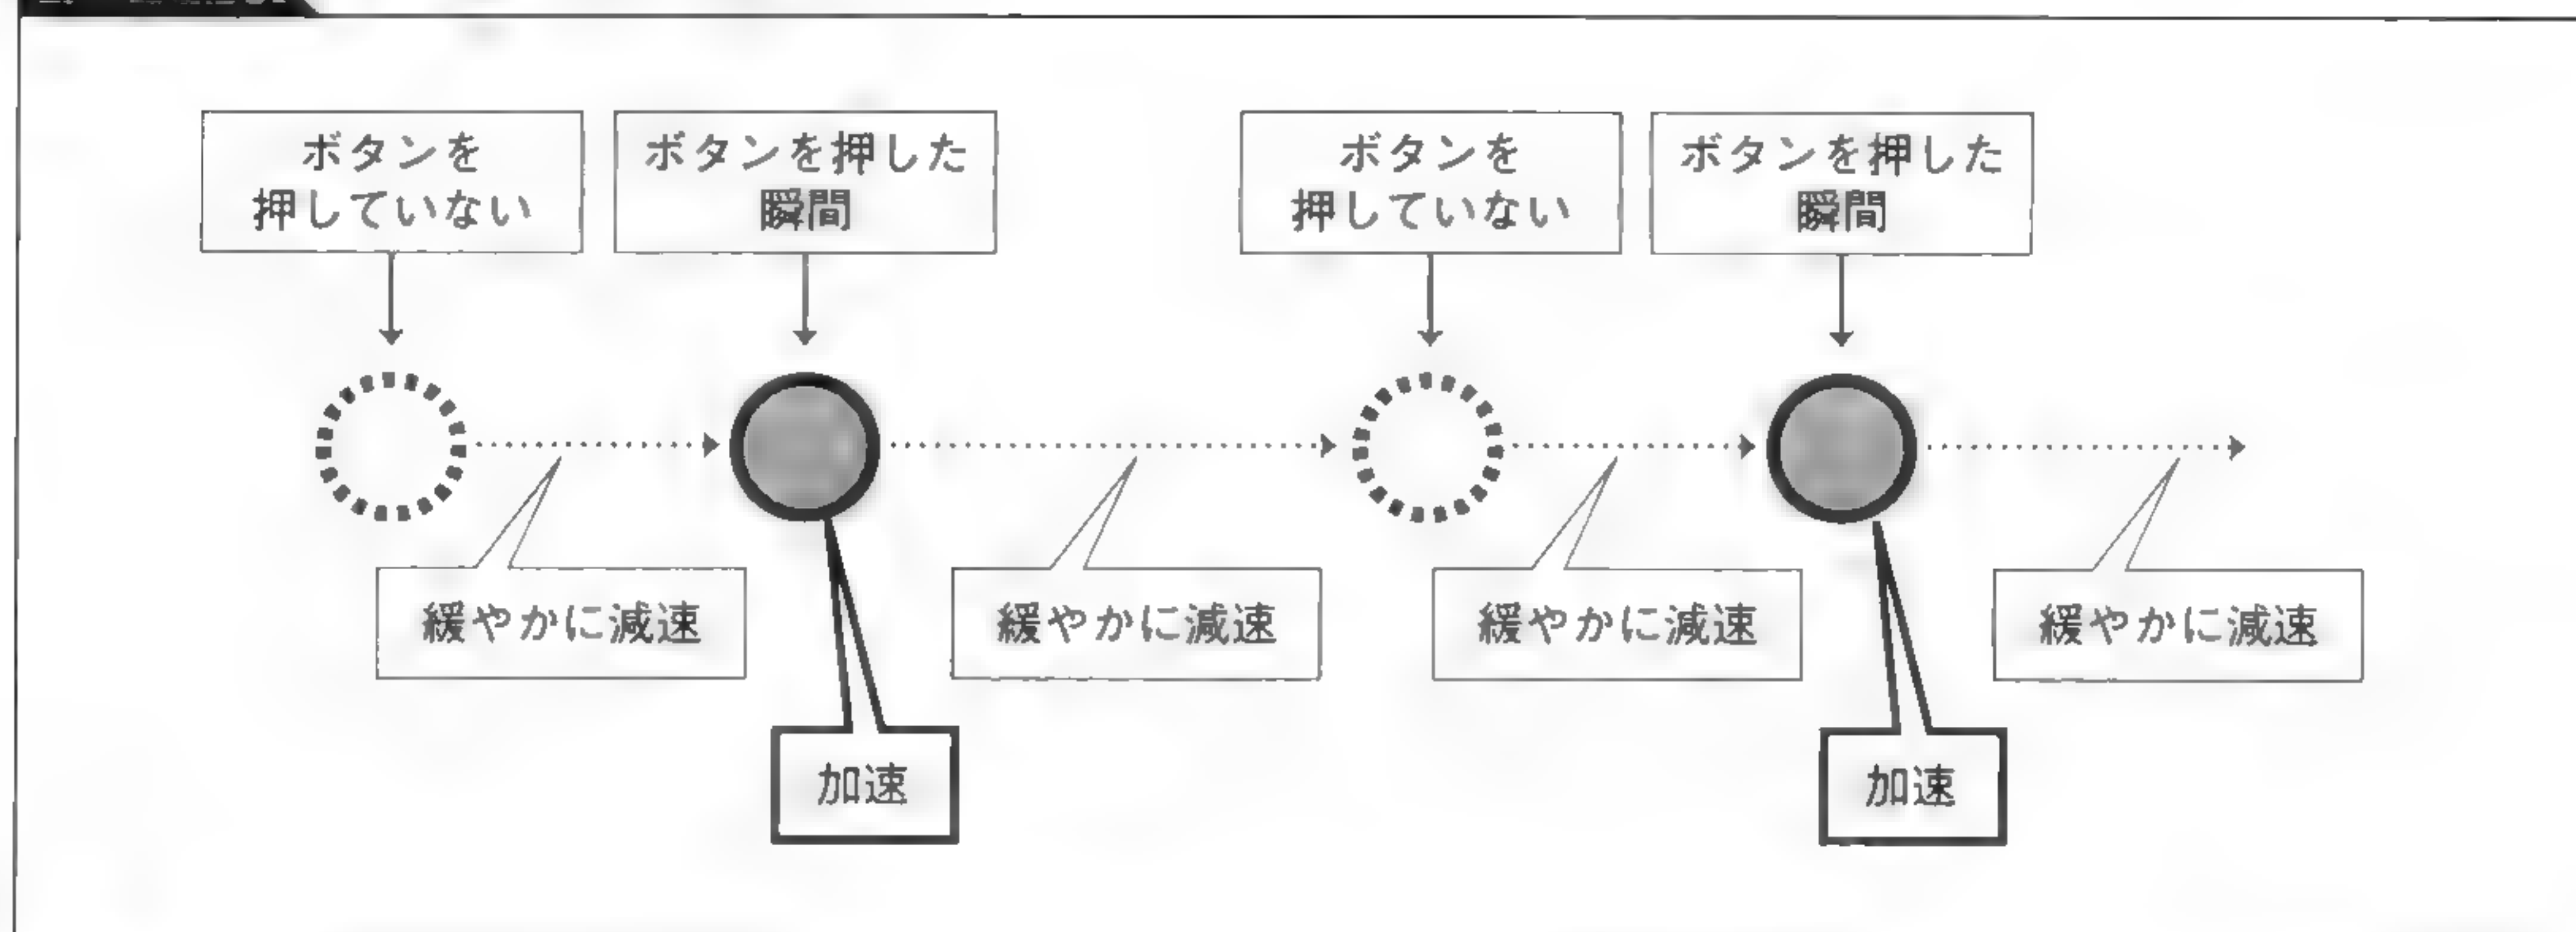 ボタンを
押していない
ボタンを押した
瞬間
ボタンを
押していない
ボタンを押した
瞬間
緩やかに減速
緩やかに減速
緩やかに減速
緩やかに減速
加速
加速